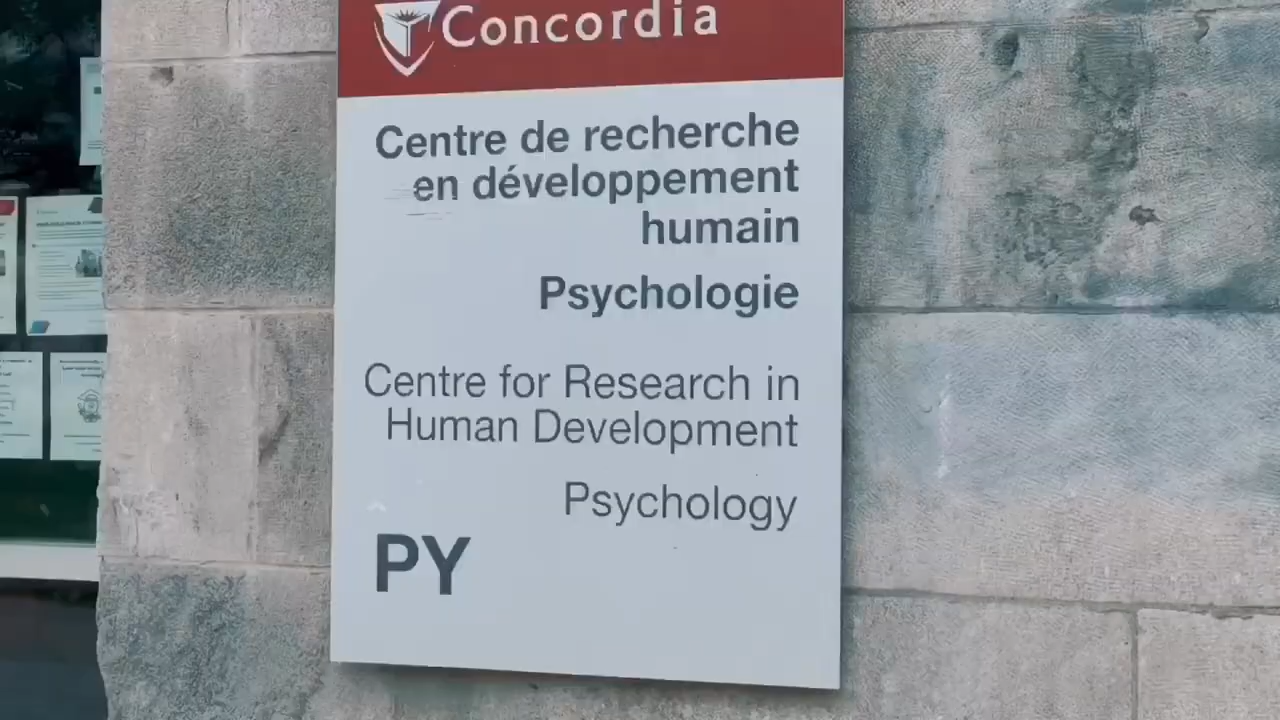 Concordia
Centre de recherche
en développement
humain
Psychologie
Centre for Research in
Human Development
Psychology
PY